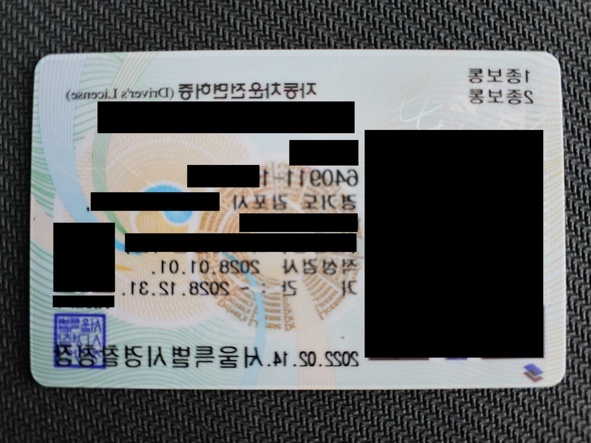 자동차운전면허증 (Driver's License)
1종보통
2종보통
640911-1
경기도 김포시
적성검사 2028.01.01.
기 간 : ~ 2028.12.31.
2022.02.14. 서울특별시경찰청장